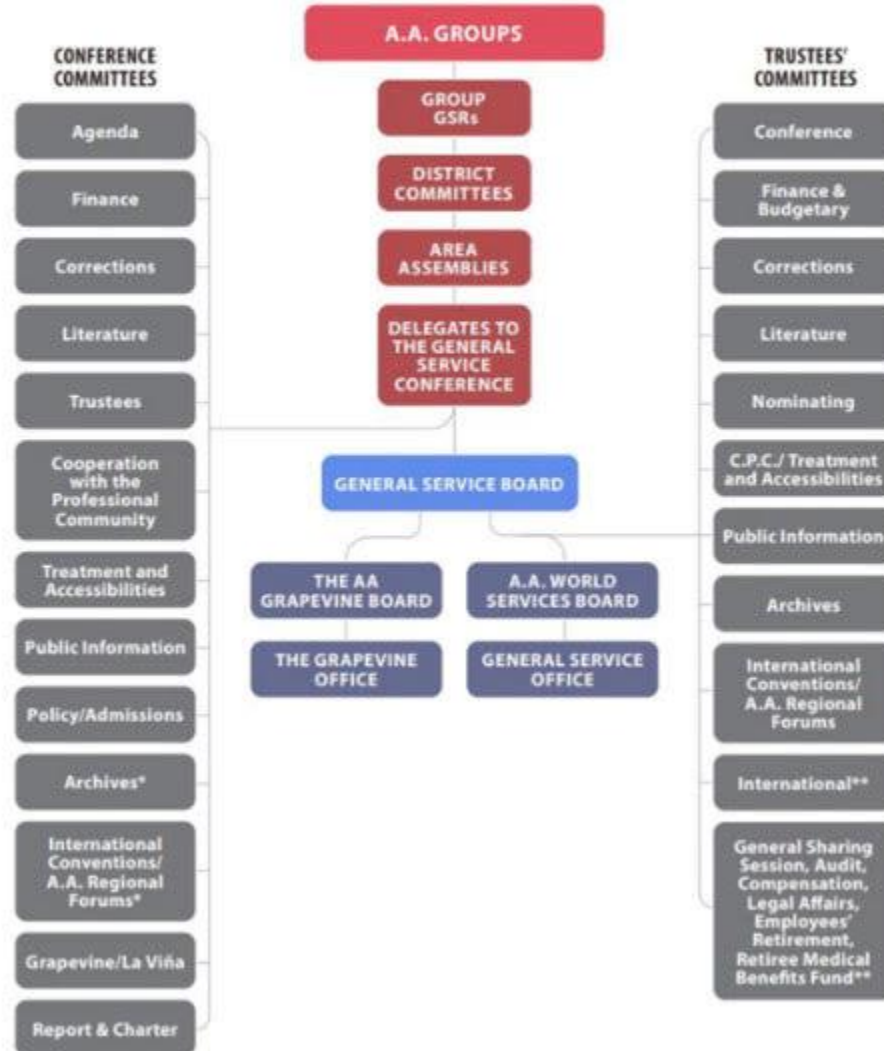 A.A. GROUPS
CONFERENCE
COMMITTEES
Agenda
Finance
Corrections
Literature
Trustees
Cooperation
with the
Professional
Community
Treatment and
Accessibilities
Public Information
Policy/Admissions
Archives*
International
Conventions/
A.A. Regional
Forums*
Grapevine/La Viña
Report & Charter
GROUP
GSRs
DISTRICT
COMMITTEES
AREA
ASSEMBLIES
DELEGATES TO
THE GENERAL
SERVICE
CONFERENCE
GENERAL SERVICE BOARD
THE AA
GRAPEVINE BOARD
THE GRAPEVINE
OFFICE
A.A. WORLD
SERVICES BOARD
GENERAL SERVICE
OFFICE
TRUSTEES'
COMMITTEES
Conference
Finance &
Budgetary
Corrections
Literature
Nominating
C.P.C./ Treatment
and Accessibilities
Public Information
Archives
International
Conventions/
A.A. Regional
Forums
International**
General Sharing
Session, Audit,
Compensation,
Legal Affairs,
Employees'
Retirement,
Retiree Medical
Benefits Fund**